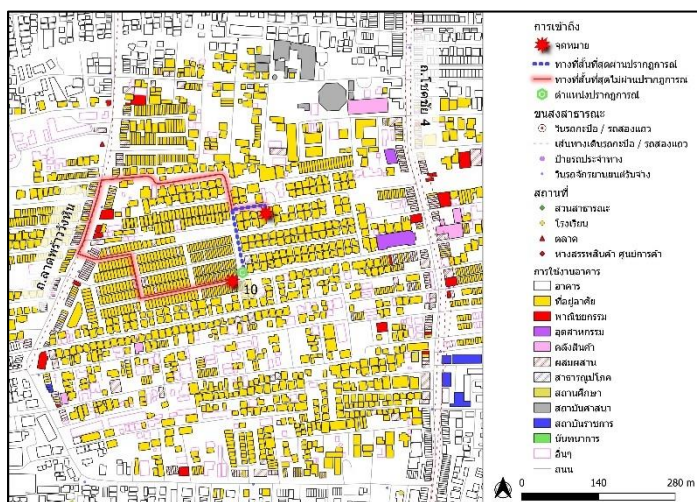 ถ.โชคชัย 4
ถ.ลาดพร้าววังหิน
10
การเข้าถึง
จุดหมาย
ทางที่สั้นที่สุดผ่านปรากฏการณ์
ทางที่สั้นที่สุดไม่ผ่านปรากฏการณ์
ตำแหน่งปรากฏการณ์
ขนส่งสาธารณะ
วินรถกะป๊อ / รถสองแถว
เส้นทางเดินรถกะป๊อ / รถสองแถว
ป้ายรถประจำทาง
วินรถจักรยานยนต์รับจ้าง
สถานที่
สวนสาธารณะ
โรงเรียน
ตลาด
ห้างสรรพสินค้า ศูนย์การค้า
การใช้งานอาคาร
อาคาร
ที่อยู่อาศัย
พาณิชยกรรม
อุตสาหกรรม
คลังสินค้า
ผสมผสาน
สาธารณูปโภค
สถานศึกษา
สถาบันศาสนา
สถาบันราชการ
นันทนาการ
อื่นๆ
ถนน
0 140 280 m